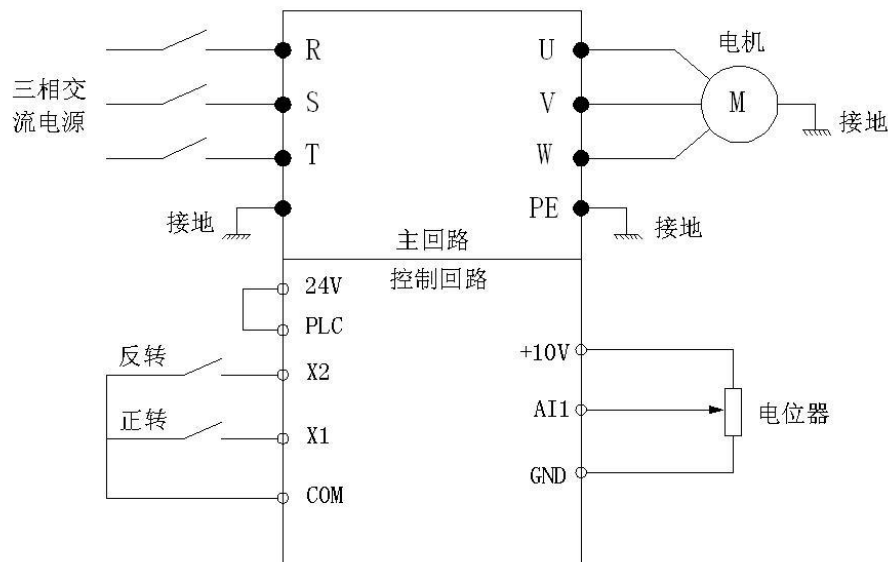 电机
R
U
三相交
流电源
S
V
M
接地
T
W
接地
PE
接地
主回路
控制回路
24V
PLC
反转
X2
+10V
正转
X1
AI1
电位器
COM
GND